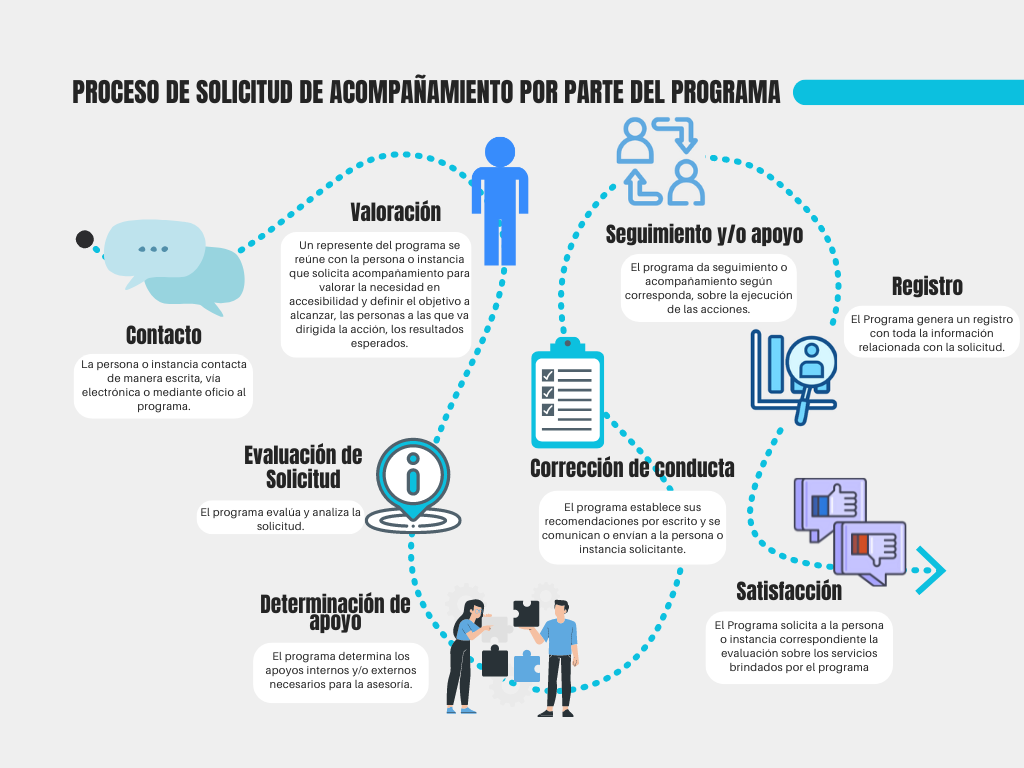 PROCESO DE SOLICITUD DE ACOMPAÑAMIENTO POR PARTE DEL PROGRAMA
Contacto
La persona o instancia contacta
de manera escrita, vía
electrónica o mediante oficio al
programa.
Valoración
Un represente del programa se
reúne con la persona o instancia
que solicita acompañamiento para
valorar la necesidad en
accesibilidad y definir el objetivo a
alcanzar, las personas a las que va
dirigida la acción, los resultados
esperados.
Evaluación de
Solicitud
El programa evalúa y analiza la
solicitud.
Determinación de
apoyo
El programa determina los
apoyos internos y/o externos
necesarios para la asesoría.
Corrección de conducta
El programa establece sus
recomendaciones por escrito y se
comunican o envían a la persona o
instancia solicitante.
Seguimiento y/o apoyo
El programa da seguimiento o
acompañamiento según
corresponda, sobre la ejecución
de las acciones.
Registro
El Programa genera un registro
con toda la información
relacionada con la solicitud.
Satisfacción
El Programa solicita a la persona
o instancia correspondiente la
evaluación sobre los servicios
brindados por el programa